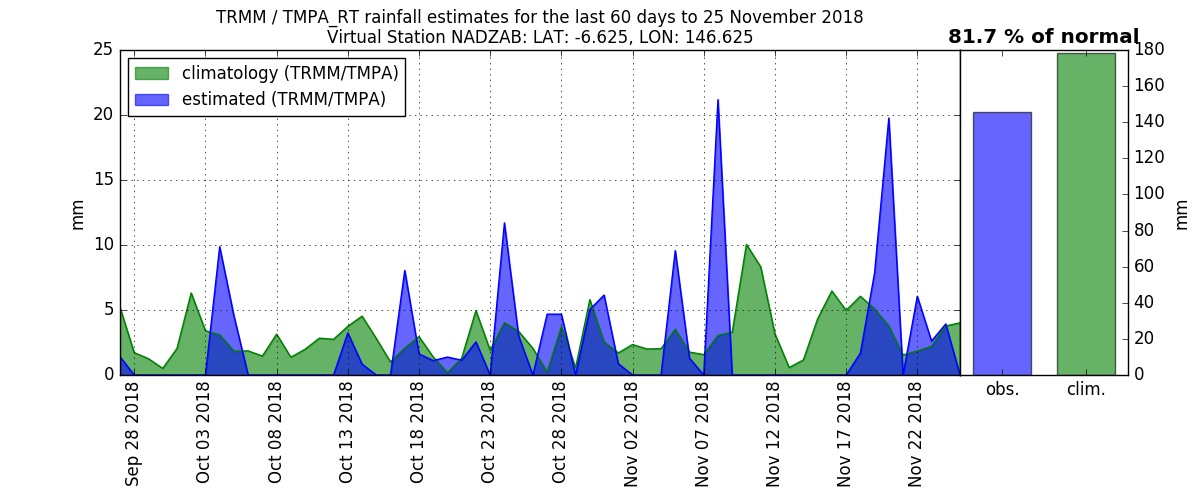 TRMM / TMPA_RT rainfall estimates for the last 60 days to 25 November 2018
Virtual Station NADZAB: LAT: -6.625, LON: 146.625
81.7 % of normal
climatology (TRMM/TMPA)
estimated (TRMM/TMPA)
25
20
15
10
5
0
mm
180
160
140
120
100
80
60
40
20
0
mm
obs.
clim.
Sep 28 2018
Oct 03 2018
Oct 08 2018
Oct 13 2018
Oct 18 2018
Oct 23 2018
Oct 28 2018
Nov 02 2018
Nov 07 2018
Nov 12 2018
Nov 17 2018
Nov 22 2018